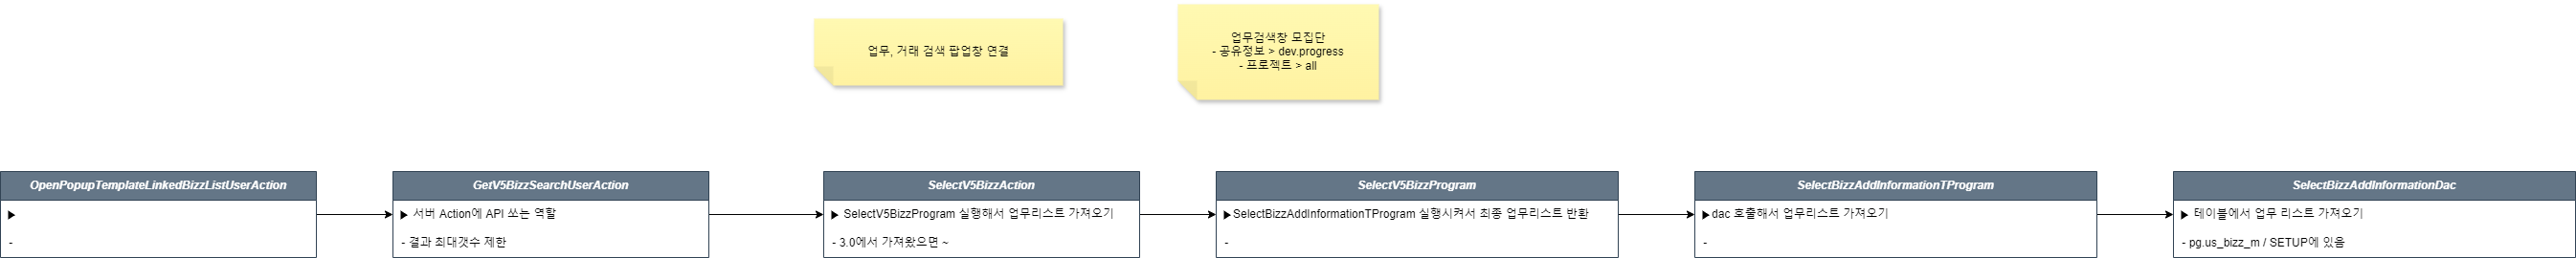 업무, 거래 검색 팝업창 연결
업무검색창 모집단
- 공유정보 > dev.progress
- 프로젝트 > all
OpenPopupTemplateLinkedBizzListUserAction
▶
-
GetV5BizzSearchUserAction
▶ 서버 Action에 API 쏘는 역할
- 결과 최대갯수 제한
SelectV5BizzAction
▶ SelectV5BizzProgram 실행해서 업무리스트 가져오기
- 3.0에서 가져왔으면 ~
SelectV5BizzProgram
▶SelectBizzAddInformationTProgram 실행시켜서 최종 업무리스트 반환
-
SelectBizzAddInformationTProgram
▶dac 호출해서 업무리스트 가져오기
-
SelectBizzAddInformationDac
▶ 테이블에서 업무 리스트 가져오기
- pg.us_bizz_m / SETUP에 있음